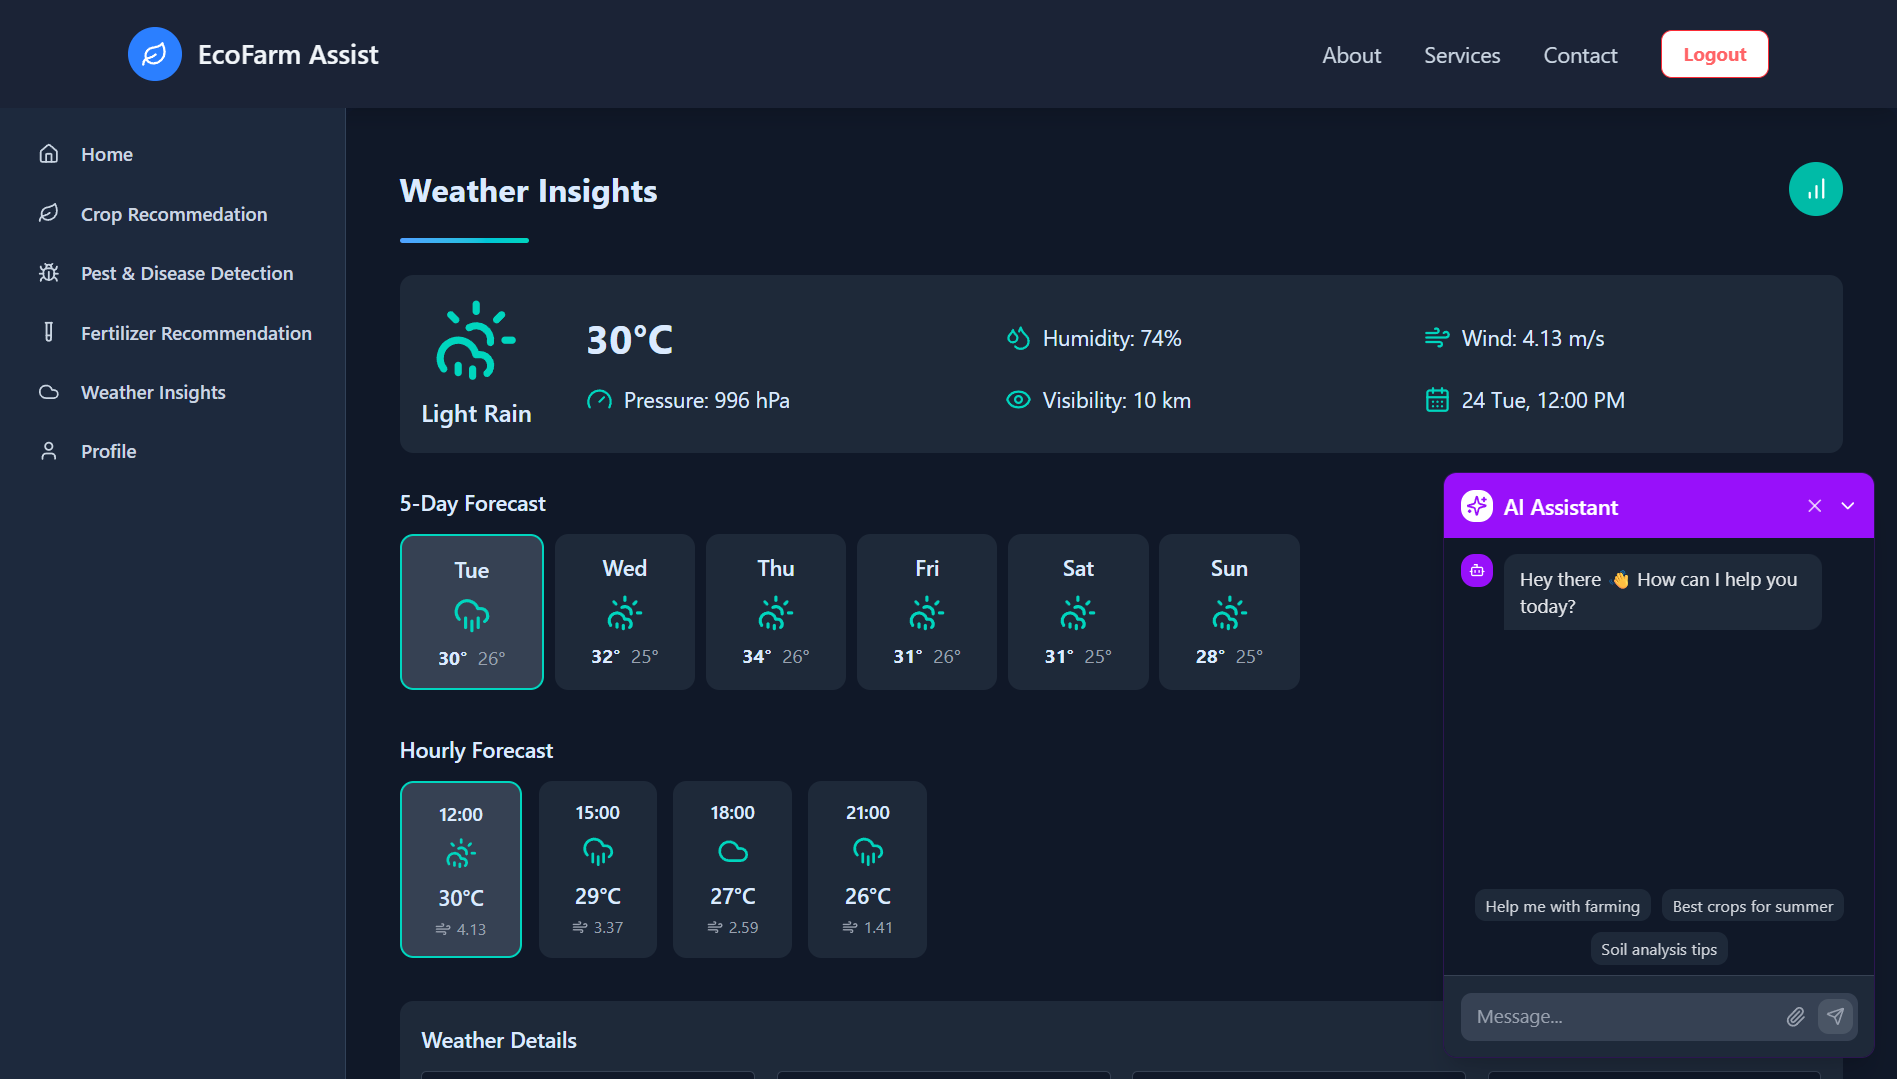 EcoFarm Assist
About
Services
Contact
Logout
Home
Crop Recommedation
Pest & Disease Detection
Fertilizer Recommendation
Weather Insights
Profile
Weather Insights
Light Rain
30°C
Humidity: 74%
Wind: 4.13 m/s
Pressure: 996 hPa
Visibility: 10 km
24 Tue, 12:00 PM
5-Day Forecast
Tue
30° 26°
Wed
32° 25°
Thu
34° 26°
Fri
31° 26°
Sat
31° 25°
Sun
28° 25°
Hourly Forecast
12:00
30°C
4.13
15:00
29°C
3.37
18:00
27°C
2.59
21:00
26°C
1.41
Weather Details
AI Assistant
Hey there 👋 How can I help you
today?
Help me with farming
Best crops for summer
Soil analysis tips
Message...